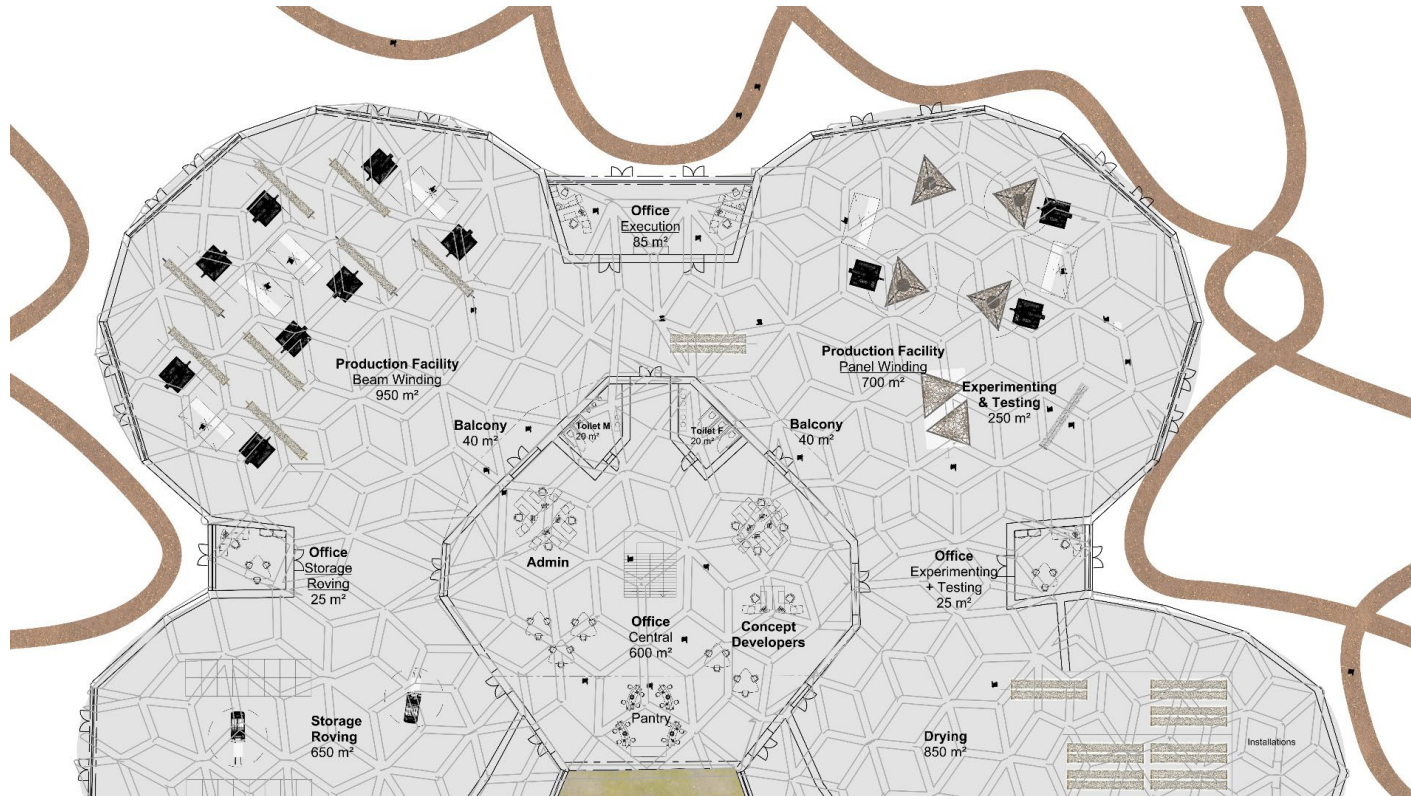 Office
Execution
85 m²
Production Facility
Beam Winding
950 m²
Production Facility
Panel Winding
700 m²
Experimenting
& Testing
250 m²
Balcony
40 m²
Toilet M
20 m²
Toilet F
20 m²
Balcony
40 m²
Office
Storage
Roving
25 m²
Admin
Office
Central
600 m²
Concept
Developers
Office
Experimenting
+ Testing
25 m²
Pantry
Storage
Roving
650 m²
Drying
850 m²
Installations